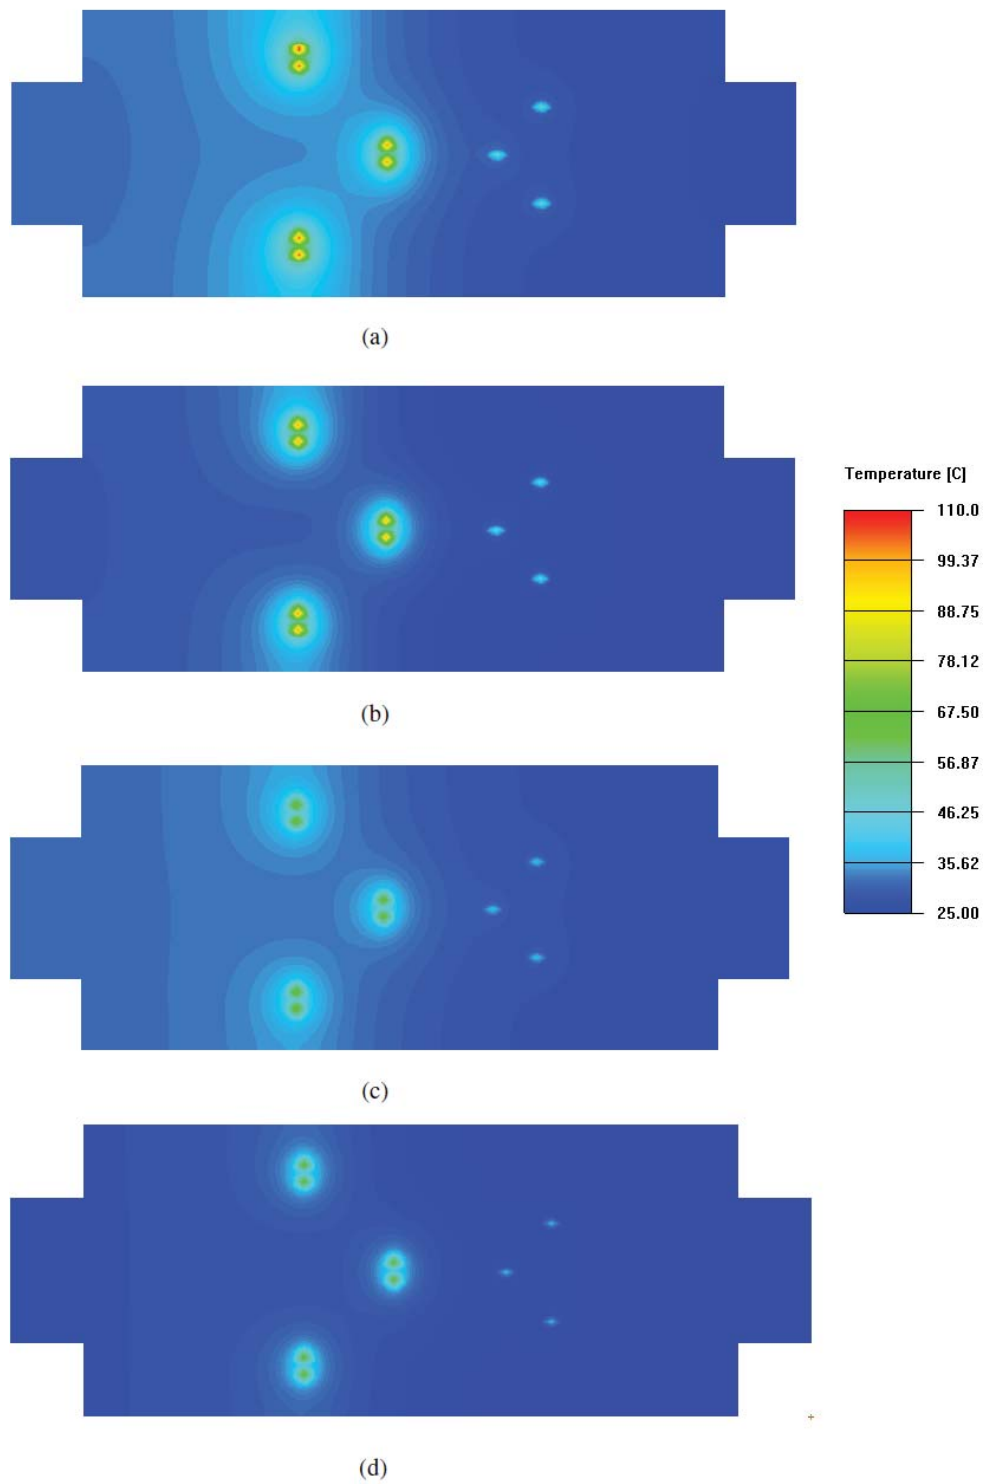 (a)
(b)
Temperature [C]
110.0
99.37
88.75
78.12
67.50
56.87
46.25
35.62
25.00
(c)
(d)